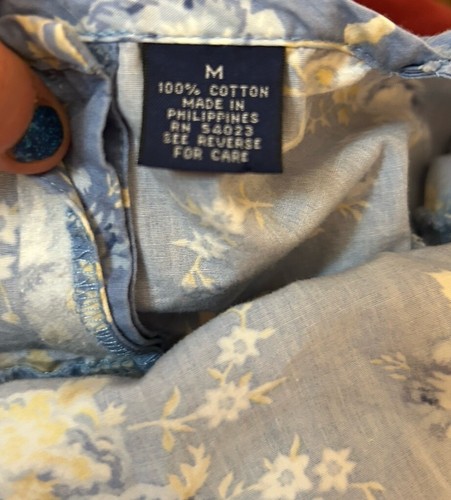 M
100% COTTON
MADE IN
PHILIPPINES
RN 54023
SEE REVERSE
FOR CARE